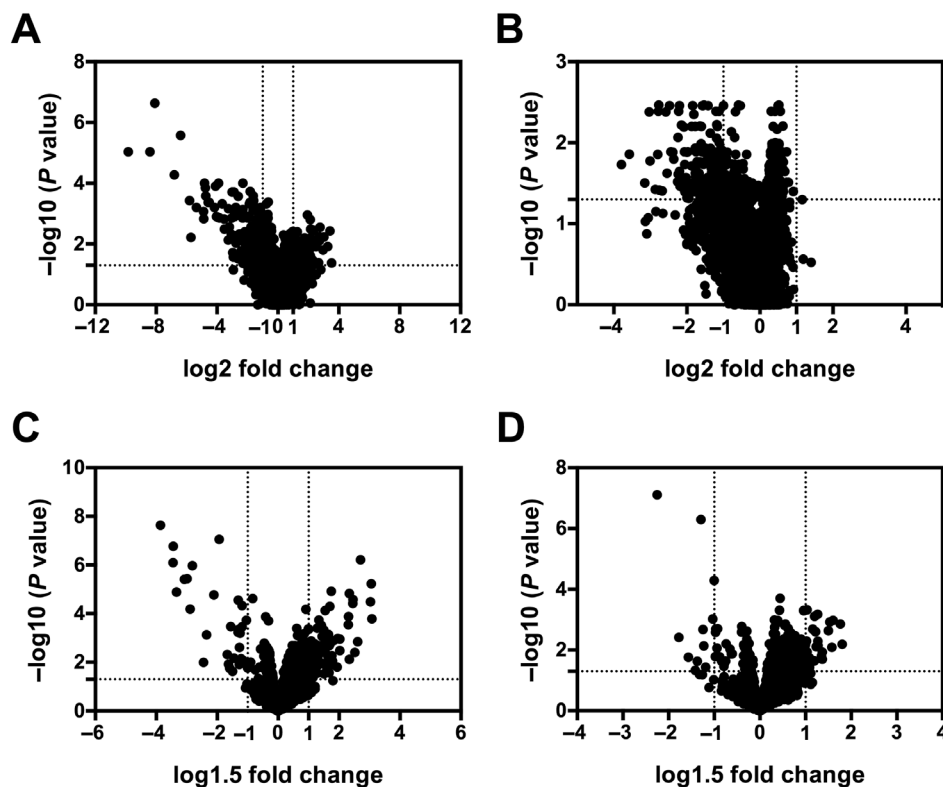 A
8
6
4
2
0
–log10 (P value)
–12 –8 –4 –1 0 1 4 8 12
log2 fold change
B
3
2
1
0
–log10 (P value)
–4 –2 –1 0 1 2 4
log2 fold change
C
10
8
6
4
2
0
–log10 (P value)
–6 –4 –2 –1 0 1 2 4 6
log1.5 fold change
D
8
6
4
2
0
–log10 (P value)
–4 –3 –2 –1 0 1 2 3 4
log1.5 fold change